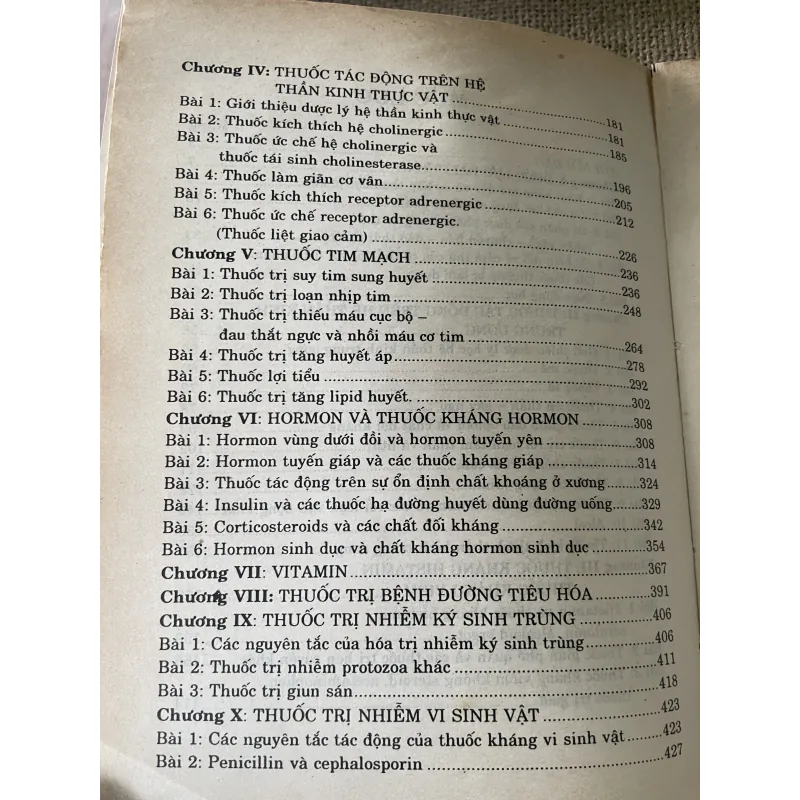 Chương IV: THUỐC TÁC ĐỘNG TRÊN HỆ
THẦN KINH THỰC VẬT ........ 181
Bài 1: Giới thiệu dược lý hệ thần kinh thực vật ........ 181
Bài 2: Thuốc kích thích hệ cholinergic ........ 185
Bài 3: Thuốc ức chế hệ cholinergic và
thuốc tái sinh cholinesterase ........ 196
Bài 4: Thuốc làm giãn cơ vân ........ 205
Bài 5: Thuốc kích thích receptor adrenergic ........ 212
Bài 6: Thuốc ức chế receptor adrenergic.
(Thuốc liệt giao cảm) ........ 226
Chương V: THUỐC TIM MẠCH ........ 236
Bài 1: Thuốc trị suy tim sung huyết ........ 236
Bài 2: Thuốc trị loạn nhịp tim ........ 248
Bài 3: Thuốc trị thiếu máu cục bộ –
đau thắt ngực và nhồi máu cơ tim ........ 264
Bài 4: Thuốc trị tăng huyết áp ........ 278
Bài 5: Thuốc lợi tiểu ........ 292
Bài 6: Thuốc trị tăng lipid huyết. ........ 302
Chương VI: HORMON VÀ THUỐC KHÁNG HORMON ........ 308
Bài 1: Hormon vùng dưới đồi và hormon tuyến yên ........ 308
Bài 2: Hormon tuyến giáp và các thuốc kháng giáp ........ 314
Bài 3: Thuốc tác động trên sự ổn định chất khoáng ở xương ........ 324
Bài 4: Insulin và các thuốc hạ đường huyết dùng đường uống ........ 329
Bài 5: Corticosteroids và các chất đối kháng ........ 342
Bài 6: Hormon sinh dục và chất kháng hormon sinh dục ........ 354
Chương VII: VITAMIN ........ 367
Chương VIII: THUỐC TRỊ BỆNH ĐƯỜNG TIÊU HÓA ........ 391
Chương IX: THUỐC TRỊ NHIỄM KÝ SINH TRÙNG ........ 406
Bài 1: Các nguyên tắc của hóa trị nhiễm ký sinh trùng ........ 406
Bài 2: Thuốc trị nhiễm protozoa khác ........ 411
Bài 3: Thuốc trị giun sán ........ 418
Chương X: THUỐC TRỊ NHIỄM VI SINH VẬT ........ 423
Bài 1: Các nguyên tắc tác động của thuốc kháng vi sinh vật ........ 423
Bài 2: Penicillin và cephalosporin ........ 427